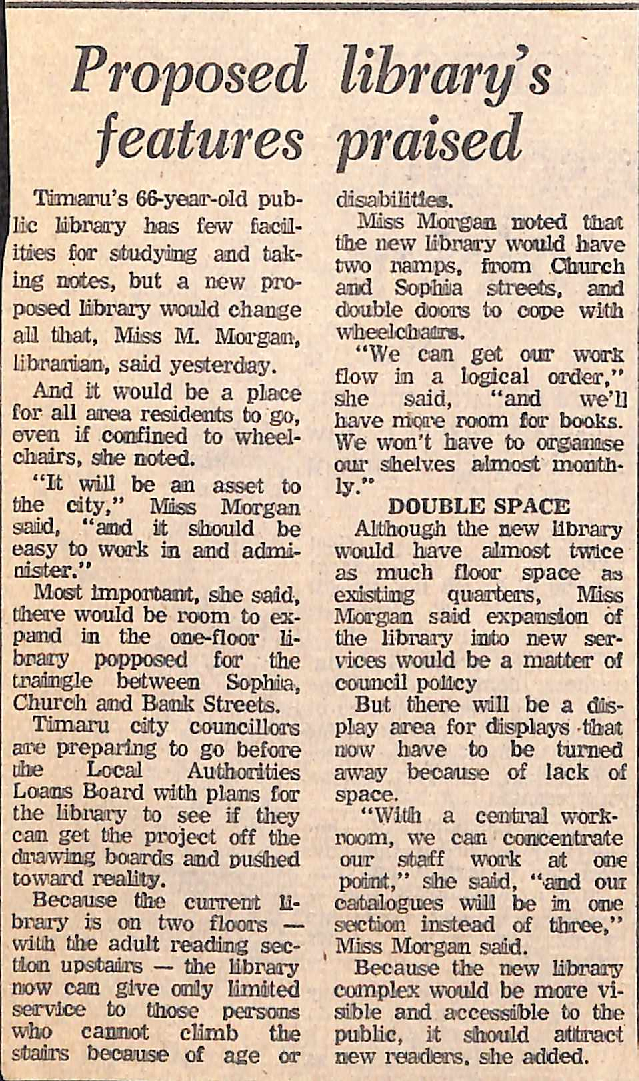 Proposed library's
features praised
Timaru's 66-year-old pub-
lic library has few facil-
ities for studying and tak-
ing notes, but a new pro-
posed library would change
all that, Miss M. Morgan,
librarian, said yesterday.
And it would be a place
for all area residents to go,
even if confined to wheel-
chairs, she noted.
"It will be an asset to
the city," Miss Morgan
said, "and it should be
easy to work in and admi-
nister."
Most important, she said,
there would be room to ex-
pand in the one-floor li-
brary popposed for the
traingle between Sophia,
Church and Bank Streets.
Timaru city councillors
are preparing to go before
the Local Authorities
Loans Board with plans for
the library to see if they
can get the project off the
drawing boards and pushed
toward reality.
Because the current li-
brary is on two floors —
with the adult reading sec-
tion upstairs — the library
now can give only limited
service to those persons
who cannot climb the
stairs because of age or
disabilities.
Miss Morgan noted that
the new library would have
two ramps, from Church
and Sophia streets, and
double doors to cope with
wheelchairs.
"We can get our work
flow in a logical order,"
she said, "and we'll
have more room for books.
We won't have to organise
our shelves almost month-
ly."
DOUBLE SPACE
Although the new library
would have almost twice
as much floor space as
existing quarters, Miss
Morgan said expansion of
the library into new ser-
vices would be a matter of
council policy
But there will be a dis-
play area for displays that
now have to be turned
away because of lack of
space.
"With a central work-
room, we can concentrate
our staff work at one
point," she said, "and our
catalogues will be in one
section instead of three,"
Miss Morgan said.
Because the new library
complex would be more vi-
sible and accessible to the
public, it should attract
new readers, she added.